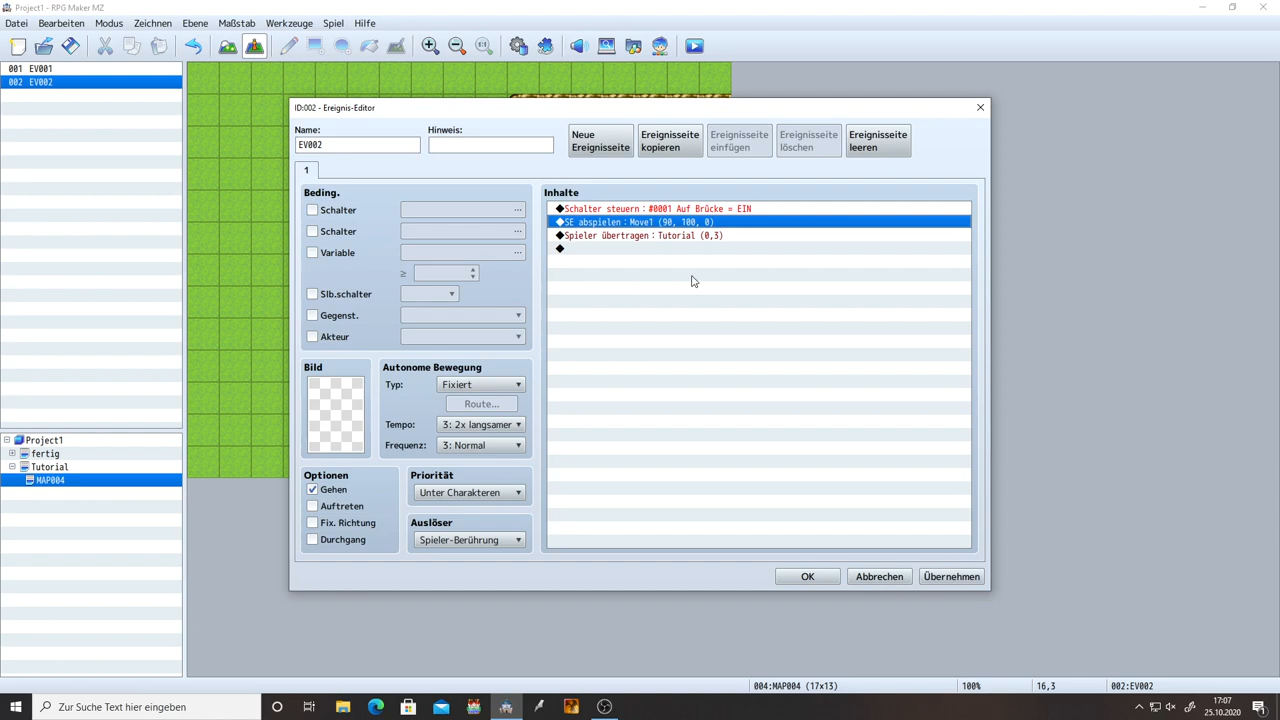 Project1 - RPG Maker MZ
Datei Bearbeiten Modus Zeichnen Ebene Maßstab Werkzeuge Spiel Hilfe
001 EV001
002 EV002
ID:002 - Ereignis-Editor
Name:
Hinweis:
EV002
Neue Ereignisseite
Ereignisseite kopieren
Ereignisseite einfügen
Ereignisseite löschen
Ereignisseite leeren
1
Beding.
Schalter ...
Schalter ...
Variable ...
≥
Slb.schalter
Gegenst.
Akteur
Inhalte
◆Schalter steuern：#0001 Auf Brücke = EIN
◆SE abspielen：Move1 (90, 100, 0)
◆Spieler übertragen：Tutorial (0,3)
◆
Bild
Autonome Bewegung
Typ: Fixiert
Route...
Tempo: 3: 2x langsamer
Frequenz: 3: Normal
Optionen
Gehen
Auftreten
Fix. Richtung
Durchgang
Priorität
Unter Charakteren
Auslöser
Spieler-Berührung
OK Abbrechen Übernehmen
Project1
fertig
Tutorial
MAP004
004:MAP004 (17x13) 100% 16,3 002:EV002
Zur Suche Text hier eingeben
17:07
25.10.2020
1